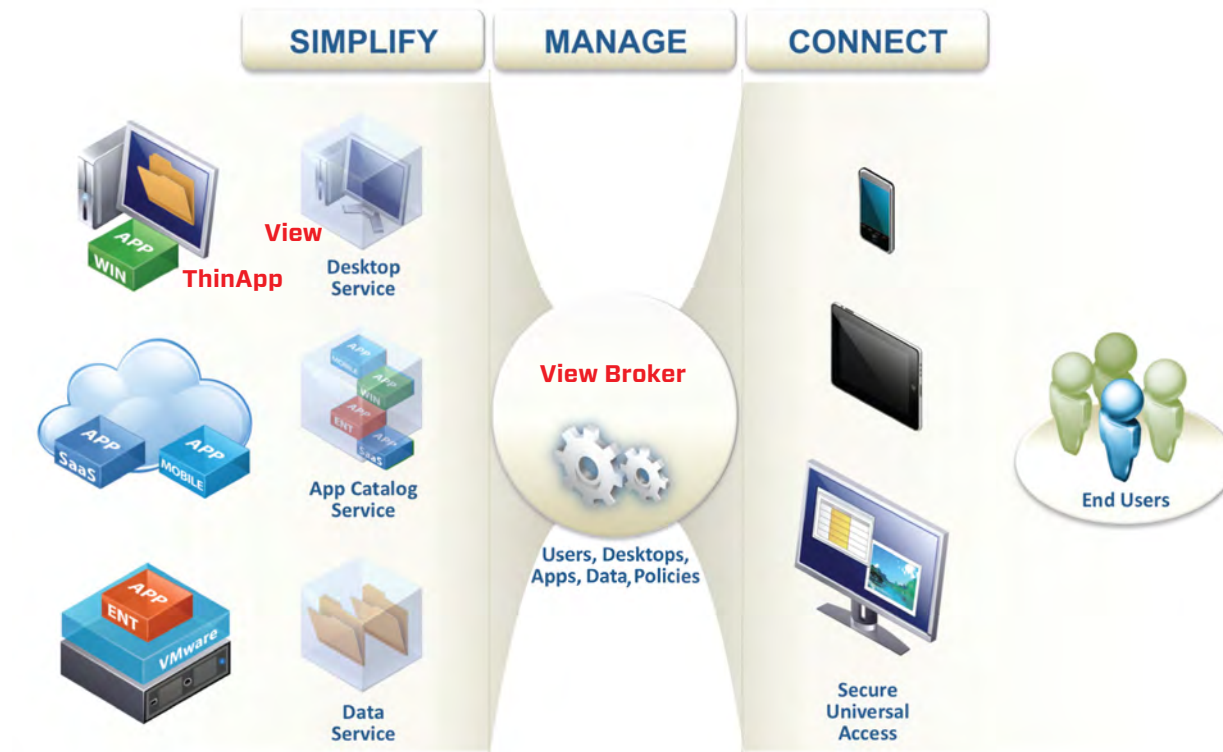 SIMPLIFY
MANAGE
CONNECT
APP
WIN
ThinApp
View
Desktop
Service
APP
SaaS
APP
MOBILE
APP
MOBILE
APP
WIN
APP
ENT
APP
SaaS
App Catalog
Service
APP
ENT
VMware
Data
Service
View Broker
Users, Desktops,
Apps, Data, Policies
Secure
Universal
Access
End Users